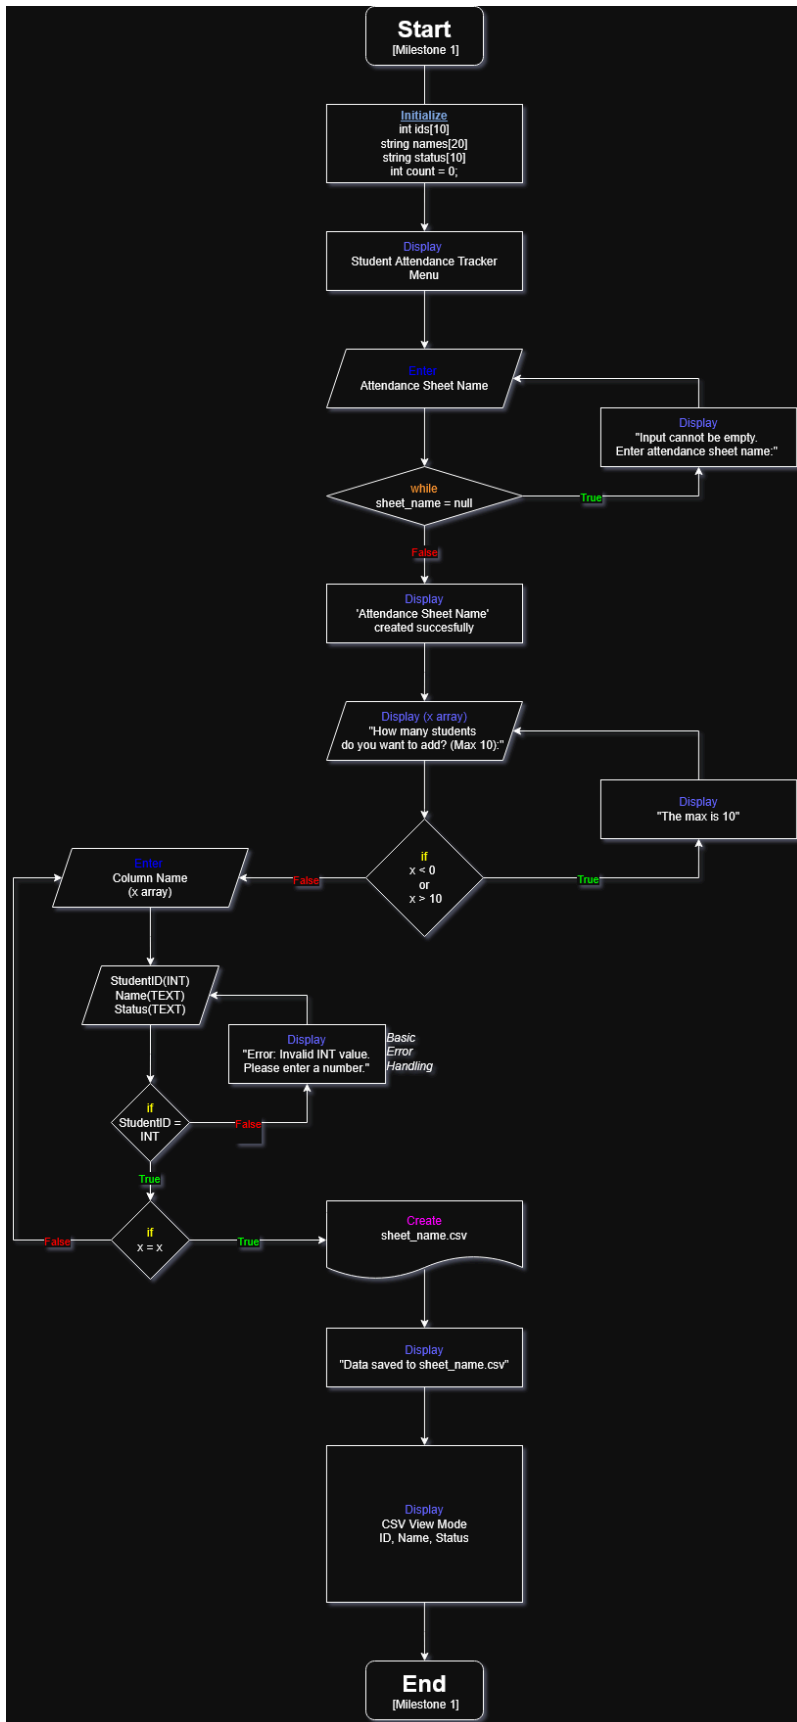 Start
[Milestone 1]
Initialize
int ids[10]
string names[20]
string status[10]
int count = 0;
Display
Student Attendance Tracker
Menu
Enter
Attendance Sheet Name
Display
"Input cannot be empty.
Enter attendance sheet name:"
while
sheet_name = null
True
False
Display
'Attendance Sheet Name'
created succesfully
Display (x array)
"How many students
do you want to add? (Max 10):"
Display
"The max is 10"
if
x < 0
or
x > 10
True
False
Enter
Column Name
(x array)
StudentID(INT)
Name(TEXT)
Status(TEXT)
Display
"Error: Invalid INT value.
Please enter a number."
Basic
Error
Handling
if
StudentID =
INT
False
True
if
x = x
False
True
Create
sheet_name.csv
Display
"Data saved to sheet_name.csv"
Display
CSV View Mode
ID, Name, Status
End
[Milestone 1]